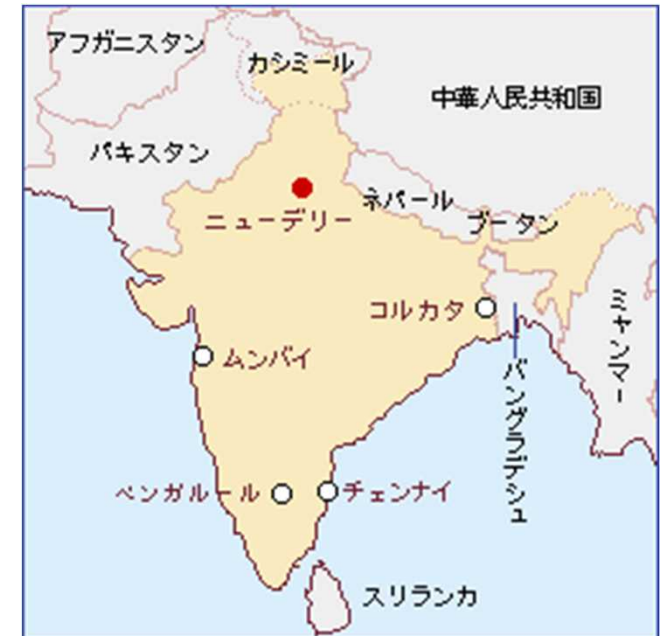 アフガニスタン
カシミール
中華人民共和国
パキスタン
ネパール
ニューデリー
ブータン
コルカタ
ミャンマー
ムンバイ
バングラデシュ
ベンガルール
チェンナイ
スリランカ